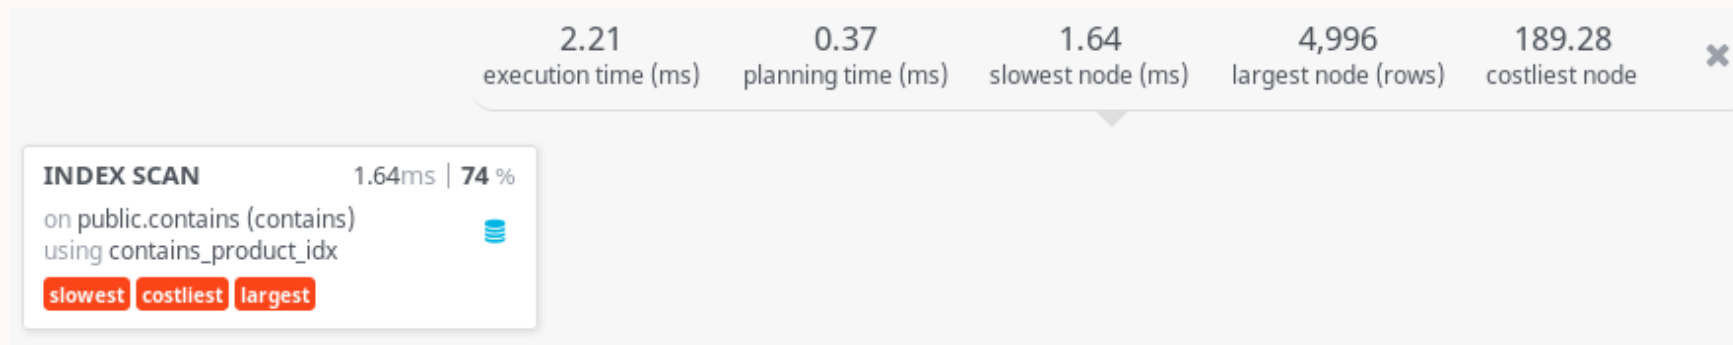 2.21 0.37 1.64 4,996 189.28
execution time (ms) planning time (ms) slowest node (ms) largest node (rows) costliest node
INDEX SCAN 1.64ms | 74 %
on public.contains (contains)
using contains_product_idx
slowest costliest largest